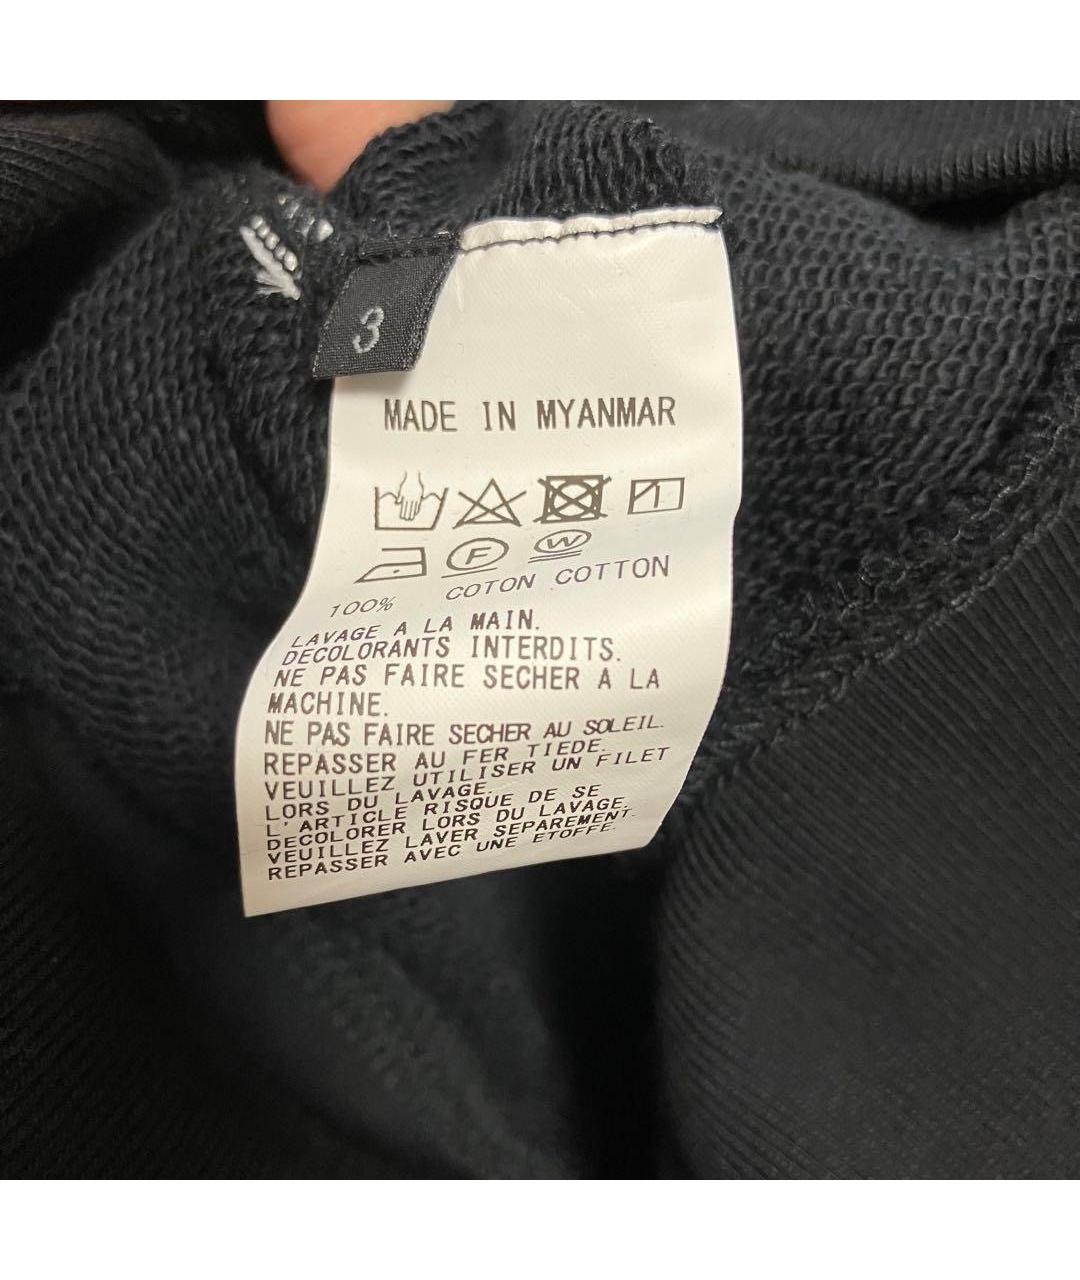 3
MADE IN MYANMAR
F W
100% COTON COTTON
LAVAGE A LA MAIN.
DECOLORANTS INTERDITS.
NE PAS FAIRE SECHER A LA
MACHINE.
NE PAS FAIRE SECHER AU SOLEIL.
REPASSER AU FER TIEDE.
VEUILLEZ UTILISER UN FILET
LORS DU LAVAGE.
L'ARTICLE RISQUE DE SE
DECOLORER LORS DU LAVAGE.
VEUILLEZ LAVER SEPAREMENT.
REPASSER AVEC UNE ETOFFE.